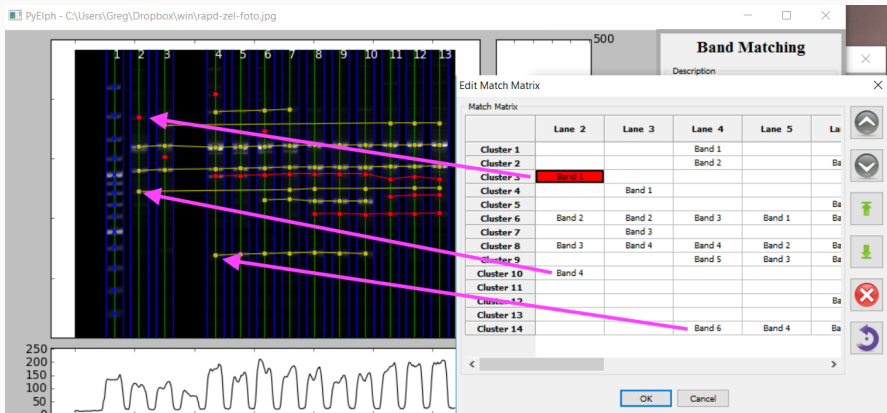 PyElph - C:\Users\Greg\Dropbox\win\rapd-zel-foto.jpg
1 2 3 4 5 6 7 8 9 10 11 12 13
500
Band Matching
Description
Edit Match Matrix
Match Matrix
Lane 2 Lane 3 Lane 4 Lane 5 La
Cluster 1 Band 1
Cluster 2 Band 2 Ba
Cluster 3 Band 1
Cluster 4 Band 1
Cluster 5 Ba
Cluster 6 Band 2 Band 2 Band 3 Band 1 Ba
Cluster 7 Band 3
Cluster 8 Band 3 Band 4 Band 4 Band 2 Ba
Cluster 9 Band 5 Band 3 Ba
Cluster 10 Band 4
Cluster 11
Cluster 12 Ba
Cluster 13
Cluster 14 Band 6 Band 4 Ba
OK Cancel
250
200
150
100
50
0